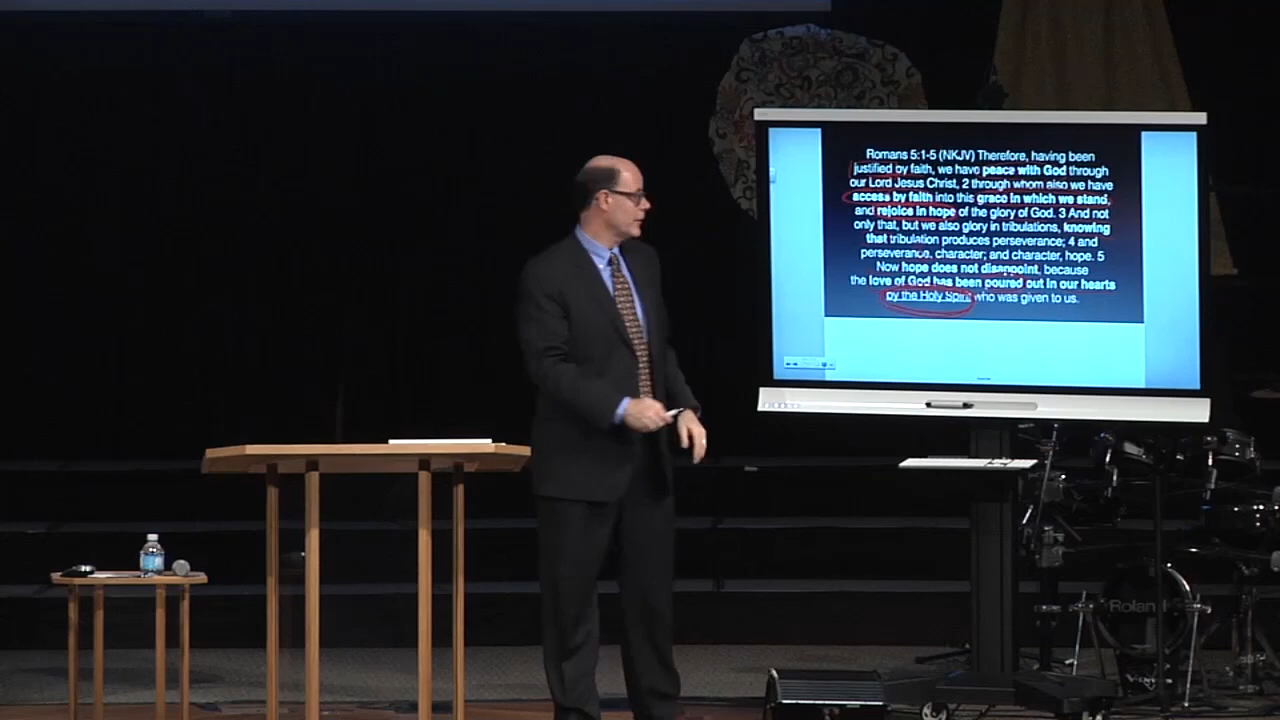 Romans 5:1-5 (NKJV) Therefore, having been
justified by faith, we have peace with God through
our Lord Jesus Christ, 2 through whom also we have
access by faith into this grace in which we stand,
and rejoice in hope of the glory of God. 3 And not
only that, but we also glory in tribulations, knowing
that tribulation produces perseverance; 4 and
perseverance, character; and character, hope. 5
Now hope does not disappoint, because
the love of God has been poured out in our hearts
by the Holy Spirit who was given to us.
Roland